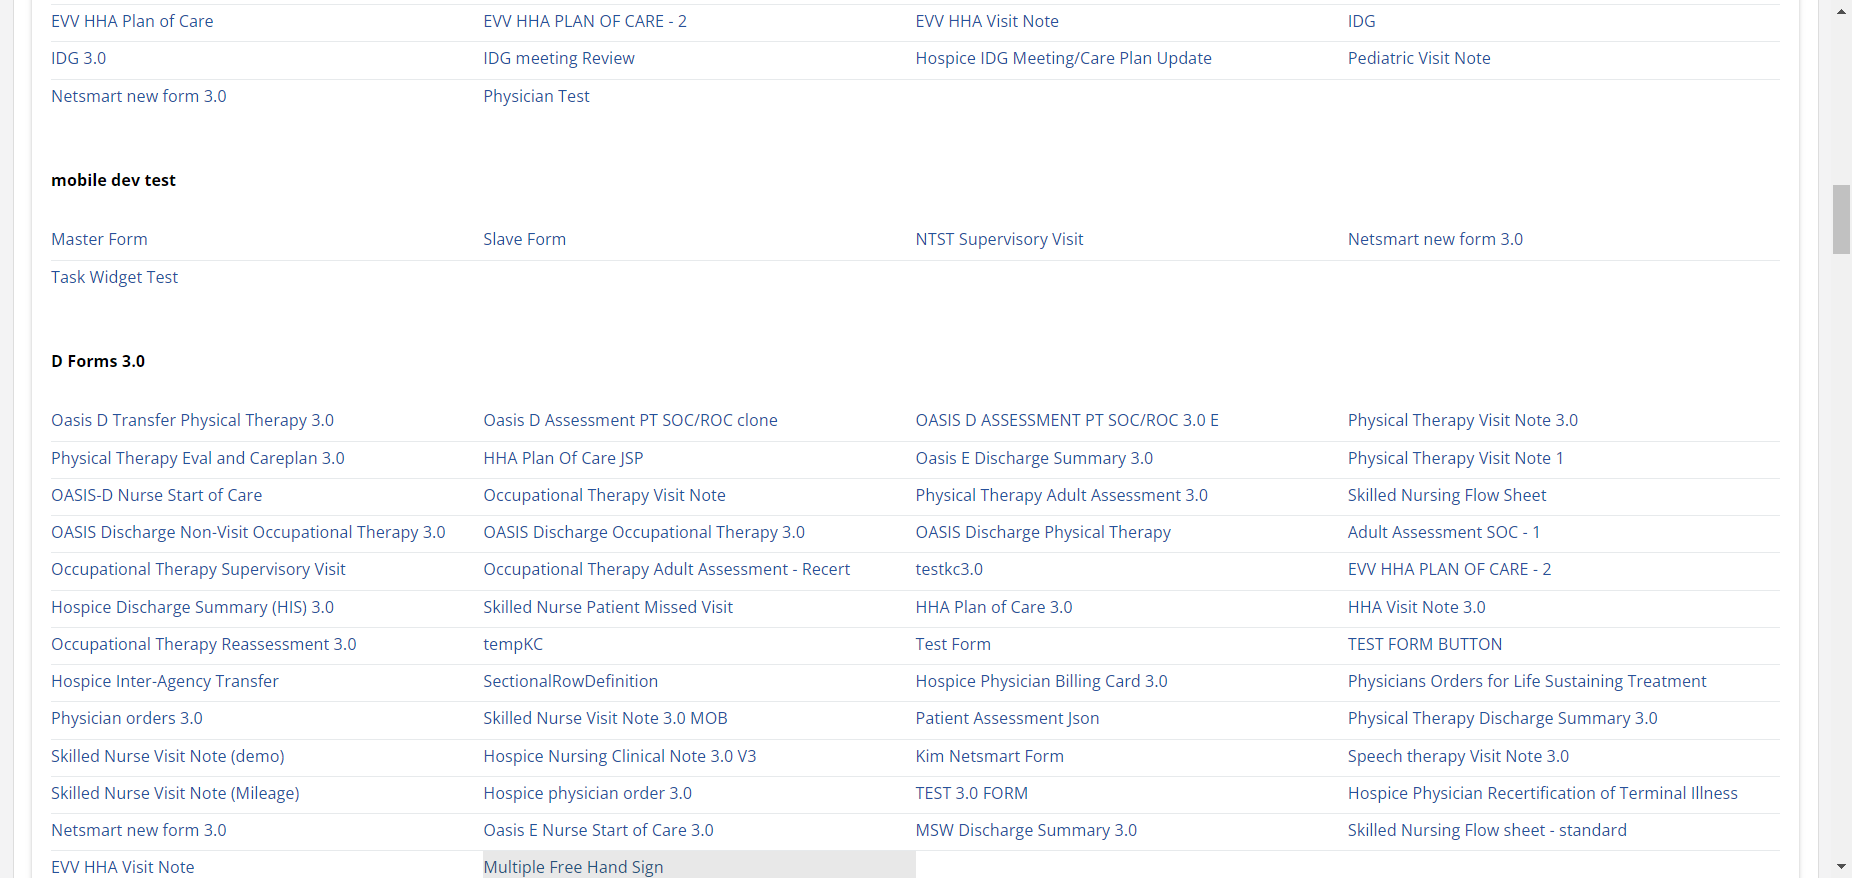 EVV HHA Plan of Care EVV HHA PLAN OF CARE - 2 EVV HHA Visit Note IDG
IDG 3.0 IDG meeting Review Hospice IDG Meeting/Care Plan Update Pediatric Visit Note
Netsmart new form 3.0 Physician Test
mobile dev test
Master Form Slave Form NTST Supervisory Visit Netsmart new form 3.0
Task Widget Test
D Forms 3.0
Oasis D Transfer Physical Therapy 3.0 Oasis D Assessment PT SOC/ROC clone OASIS D ASSESSMENT PT SOC/ROC 3.0 E Physical Therapy Visit Note 3.0
Physical Therapy Eval and Careplan 3.0 HHA Plan Of Care JSP Oasis E Discharge Summary 3.0 Physical Therapy Visit Note 1
OASIS-D Nurse Start of Care Occupational Therapy Visit Note Physical Therapy Adult Assessment 3.0 Skilled Nursing Flow Sheet
OASIS Discharge Non-Visit Occupational Therapy 3.0 OASIS Discharge Occupational Therapy 3.0 OASIS Discharge Physical Therapy Adult Assessment SOC - 1
Occupational Therapy Supervisory Visit Occupational Therapy Adult Assessment - Recert testkc3.0 EVV HHA PLAN OF CARE - 2
Hospice Discharge Summary (HIS) 3.0 Skilled Nurse Patient Missed Visit HHA Plan of Care 3.0 HHA Visit Note 3.0
Occupational Therapy Reassessment 3.0 tempKC Test Form TEST FORM BUTTON
Hospice Inter-Agency Transfer SectionalRowDefinition Hospice Physician Billing Card 3.0 Physicians Orders for Life Sustaining Treatment
Physician orders 3.0 Skilled Nurse Visit Note 3.0 MOB Patient Assessment Json Physical Therapy Discharge Summary 3.0
Skilled Nurse Visit Note (demo) Hospice Nursing Clinical Note 3.0 V3 Kim Netsmart Form Speech therapy Visit Note 3.0
Skilled Nurse Visit Note (Mileage) Hospice physician order 3.0 TEST 3.0 FORM Hospice Physician Recertification of Terminal Illness
Netsmart new form 3.0 Oasis E Nurse Start of Care 3.0 MSW Discharge Summary 3.0 Skilled Nursing Flow sheet - standard
EVV HHA Visit Note Multiple Free Hand Sign